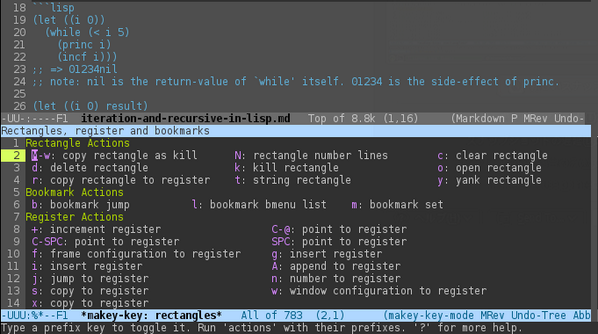 18 ```lisp
19 (let ((i 0))
20   (while (< i 5)
21     (princ i)
22     (incf i)))
23 ;; => 01234nil
24 ;; note: nil is the return-value of `while' itself. 01234 is the side-effect of princ.
25
26 (let ((i 0) result)
-UU-:----F1  iteration-and-recursive-in-lisp.md   Top of 8.8k (1,16)     (Markdown P MRev Undo-
Rectangles, register and bookmarks
1 Rectangle Actions
2  M-w: copy rectangle as kill      N: rectangle number lines       c: clear rectangle
3  d: delete rectangle              k: kill rectangle               o: open rectangle
4  r: copy rectangle to register    t: string rectangle             y: yank rectangle
5 Bookmark Actions
6  b: bookmark jump          l: bookmark bmenu list    m: bookmark set
7 Register Actions
8  +: increment register                  C-@: point to register
9  C-SPC: point to register               SPC: point to register
10  f: frame configuration to register     g: insert register
11  i: insert register                     A: append to register
12  j: jump to register                    n: number to register
13  s: copy to register                    w: window configuration to register
14  x: copy to register
-UUU:%*--F1  *makey-key: rectangles*   All of 783  (2,1)      (makey-key-mode MRev Undo-Tree Abb
Type a prefix key to toggle it. Run 'actions' with their prefixes. '?' for more help.